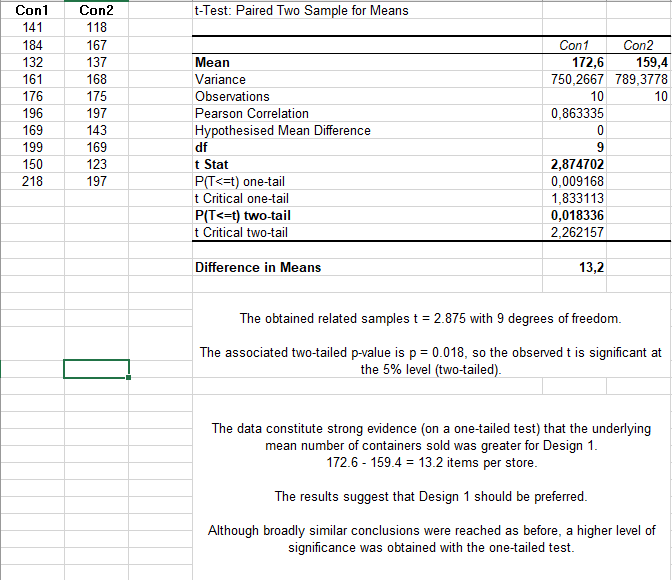 Con1 Con2 t-Test: Paired Two Sample for Means
141 118
184 167 Con1 Con2
132 137 Mean 172,6 159,4
161 168 Variance 750,2667 789,3778
176 175 Observations 10 10
196 197 Pearson Correlation 0,863335
169 143 Hypothesised Mean Difference 0
199 169 df 9
150 123 t Stat 2,874702
218 197 P(T<=t) one-tail 0,009168
t Critical one-tail 1,833113
P(T<=t) two-tail 0,018336
t Critical two-tail 2,262157
Difference in Means 13,2
The obtained related samples t = 2.875 with 9 degrees of freedom.
The associated two-tailed p-value is p = 0.018, so the observed t is significant at
the 5% level (two-tailed).
The data constitute strong evidence (on a one-tailed test) that the underlying
mean number of containers sold was greater for Design 1.
172.6 - 159.4 = 13.2 items per store.
The results suggest that Design 1 should be preferred.
Although broadly similar conclusions were reached as before, a higher level of
significance was obtained with the one-tailed test.